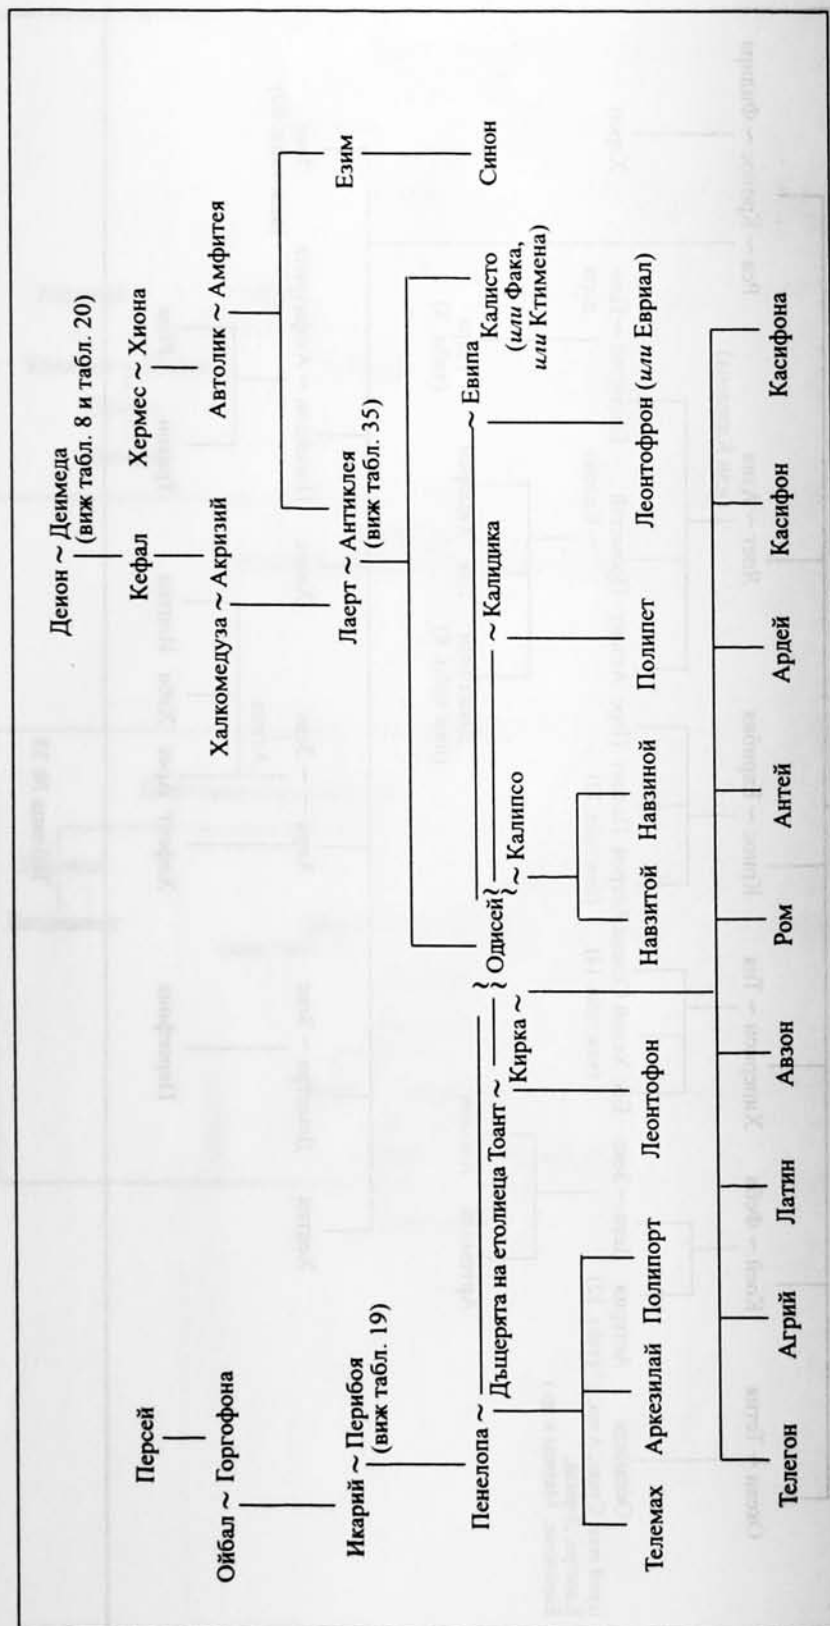 Деион ~ Деимеда
(виж табл. 8 и табл. 20)
Персей
Кефал
Хермес ~ Хиона
Ойбал ~ Горгофона
Халкомедуза ~ Акризий
Автолик ~ Амфитея
Икарий ~ Перибоя
(виж табл. 19)
Лаерт ~ Антиклея
(виж табл. 35)
Езим
Пенелопа ~
~ Одисей ~
~ Евипа
Калисто
(или Фака,
или Ктимена)
Синон
Дъщерята на етолиеца Тоант ~
~ Калидика
Кирка ~
~ Калипсо
Телемах
Аркезилай
Полипорт
Леонтофон
Навзитой
Навзиной
Полипет
Леонтофрон (или Евриал)
Телегон
Агрий
Латин
Авзон
Ром
Антей
Ардей
Касифон
Касифона